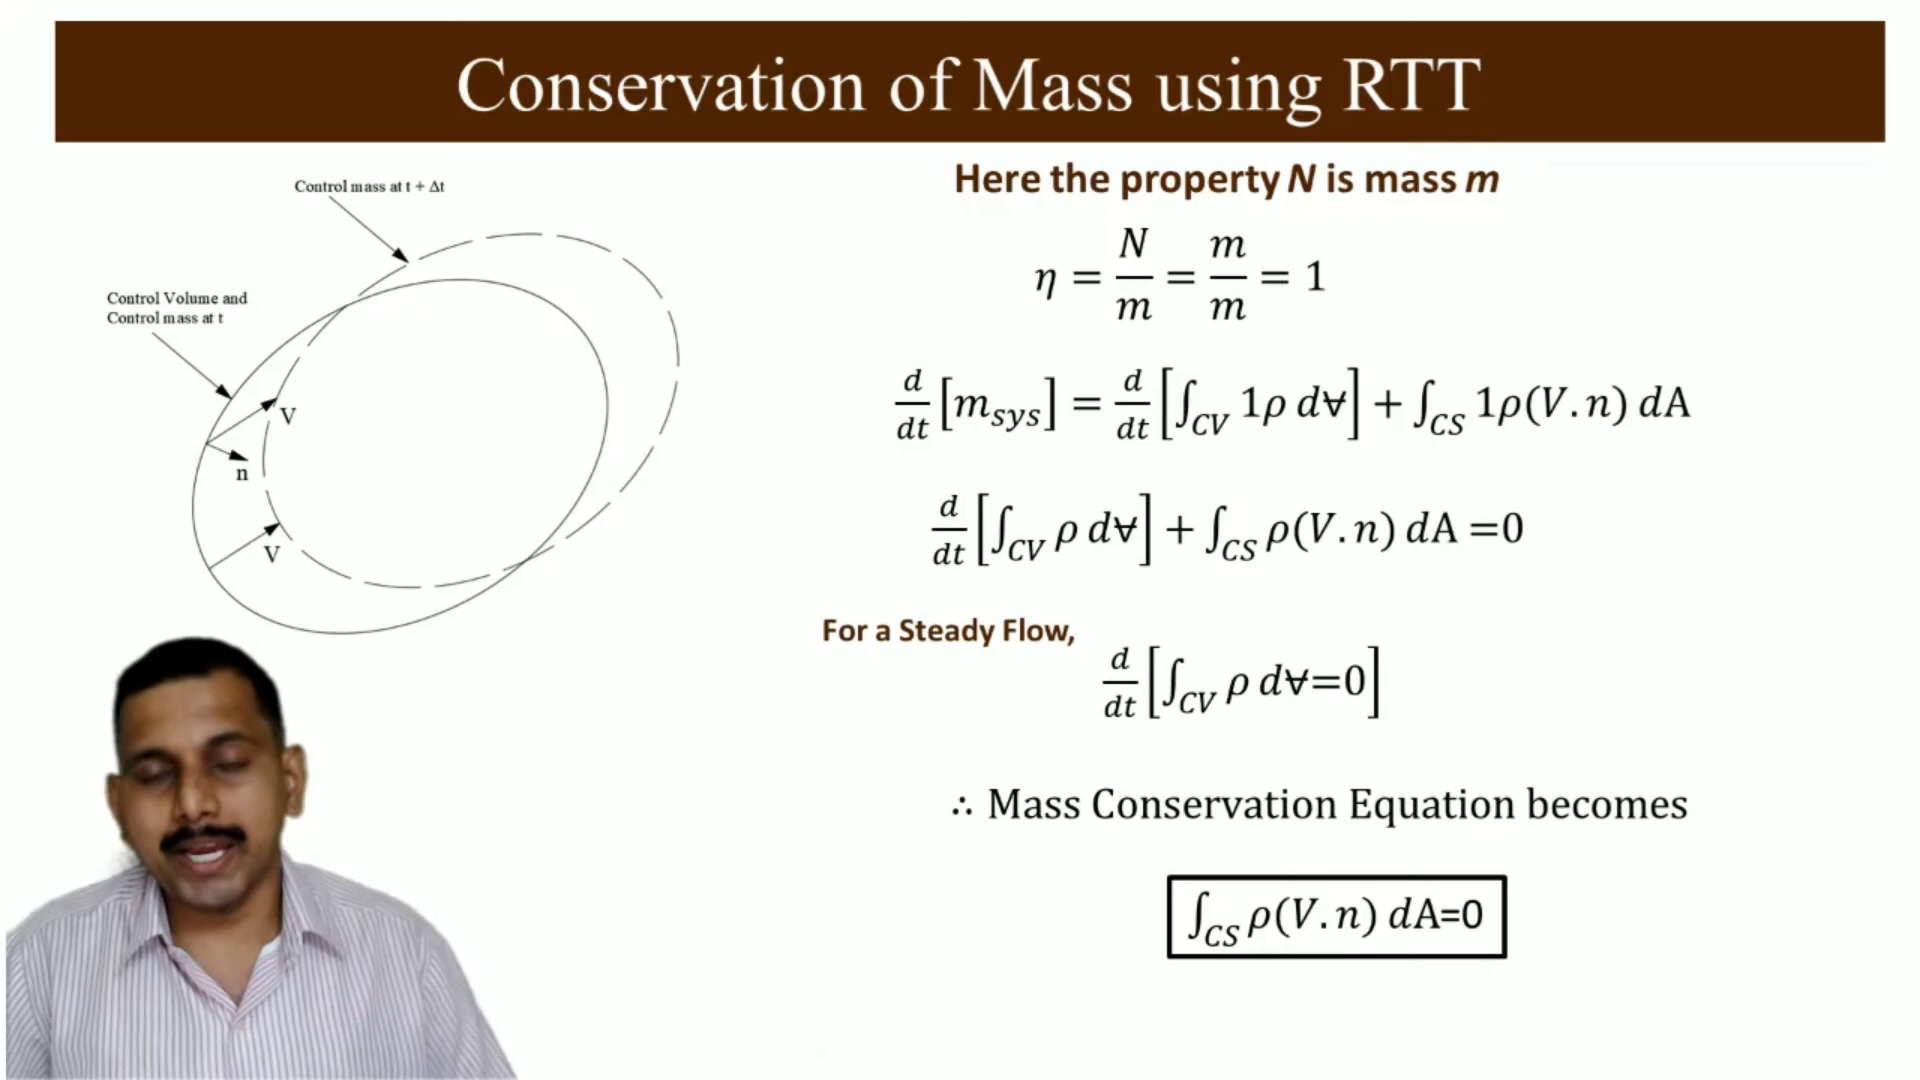 Conservation of Mass using RTT
Control mass at t + Δt
Control Volume and
Control mass at t
V
n
V
Here the property N is mass m
η = N/m = m/m = 1
d/dt [m_sys] = d/dt [∫_CV 1ρ d∀] + ∫_CS 1ρ(V.n) dA
d/dt [∫_CV ρ d∀] + ∫_CS ρ(V.n) dA =0
For a Steady Flow,
d/dt [∫_CV ρ d∀=0]
∴ Mass Conservation Equation becomes
∫_CS ρ(V.n) dA=0